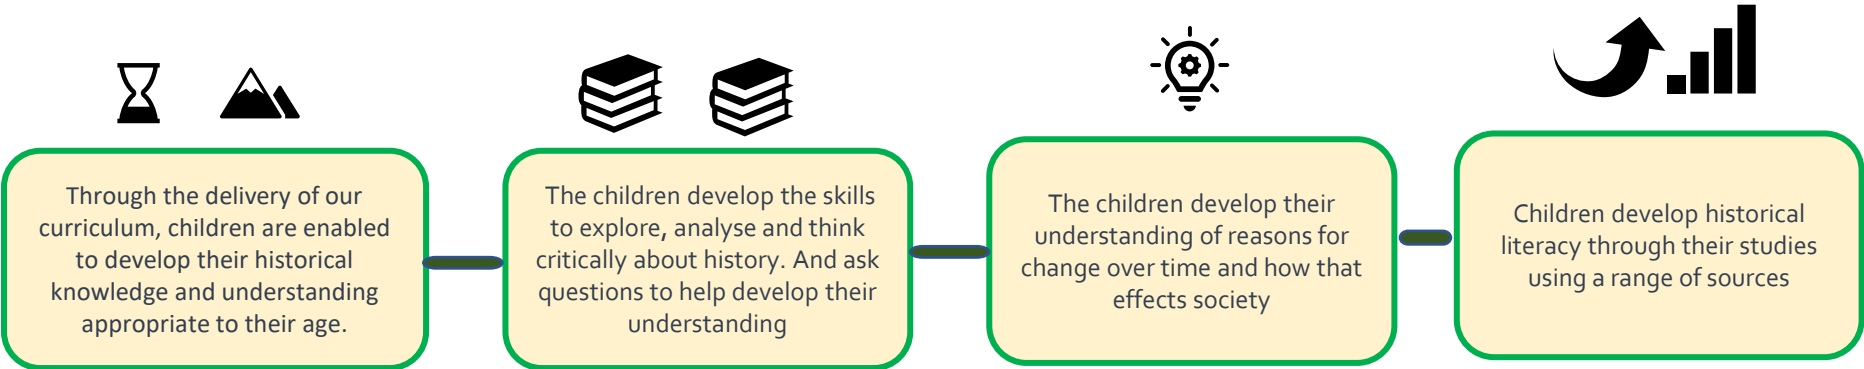 Through the delivery of our
curriculum, children are enabled
to develop their historical
knowledge and understanding
appropriate to their age.
The children develop the skills
to explore, analyse and think
critically about history. And ask
questions to help develop their
understanding
The children develop their
understanding of reasons for
change over time and how that
effects society
Children develop historical
literacy through their studies
using a range of sources